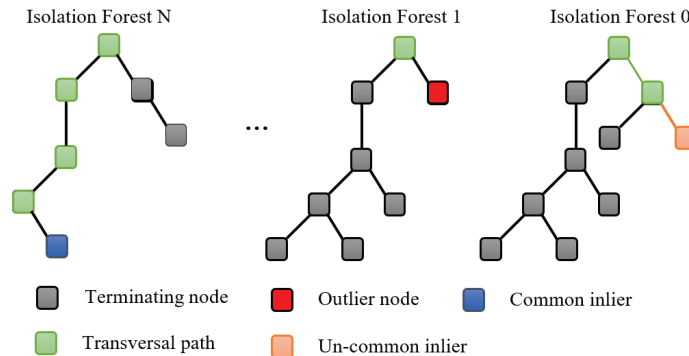 Isolation Forest N
Isolation Forest 1
Isolation Forest 0
...
Terminating node
Outlier node
Common inlier
Transversal path
Un-common inlier